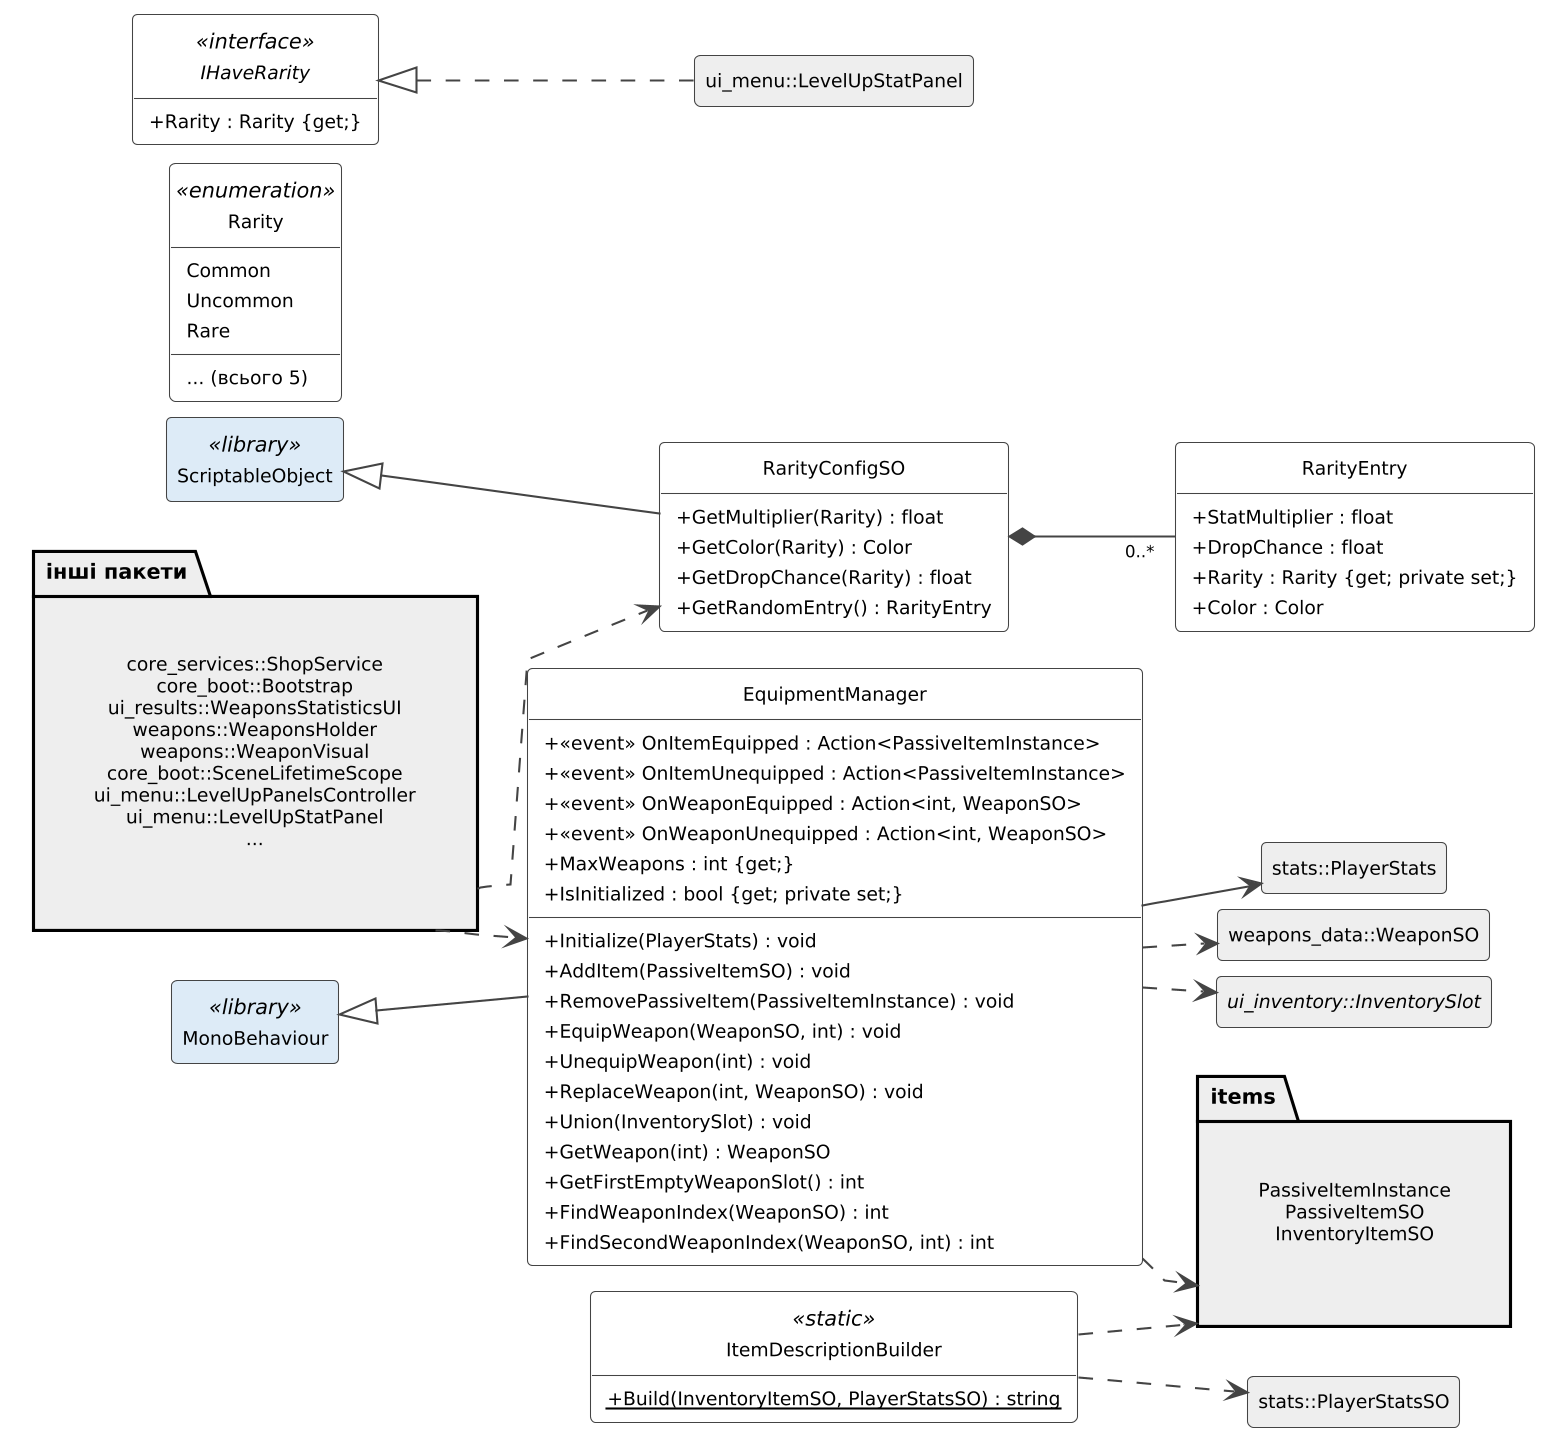 «interface»
IHaveRarity
+Rarity : Rarity {get;}
ui_menu::LevelUpStatPanel
«enumeration»
Rarity
Common
Uncommon
Rare
... (всього 5)
«library»
ScriptableObject
RarityConfigSO
+GetMultiplier(Rarity) : float
+GetColor(Rarity) : Color
+GetDropChance(Rarity) : float
+GetRandomEntry() : RarityEntry
0..*
RarityEntry
+StatMultiplier : float
+DropChance : float
+Rarity : Rarity {get; private set;}
+Color : Color
інші пакети
core_services::ShopService
core_boot::Bootstrap
ui_results::WeaponsStatisticsUI
weapons::WeaponsHolder
weapons::WeaponVisual
core_boot::SceneLifetimeScope
ui_menu::LevelUpPanelsController
ui_menu::LevelUpStatPanel
...
EquipmentManager
+«event» OnItemEquipped : Action<PassiveItemInstance>
+«event» OnItemUnequipped : Action<PassiveItemInstance>
+«event» OnWeaponEquipped : Action<int, WeaponSO>
+«event» OnWeaponUnequipped : Action<int, WeaponSO>
+MaxWeapons : int {get;}
+IsInitialized : bool {get; private set;}
+Initialize(PlayerStats) : void
+AddItem(PassiveItemSO) : void
+RemovePassiveItem(PassiveItemInstance) : void
+EquipWeapon(WeaponSO, int) : void
+UnequipWeapon(int) : void
+ReplaceWeapon(int, WeaponSO) : void
+Union(InventorySlot) : void
+GetWeapon(int) : WeaponSO
+GetFirstEmptyWeaponSlot() : int
+FindWeaponIndex(WeaponSO) : int
+FindSecondWeaponIndex(WeaponSO, int) : int
stats::PlayerStats
weapons_data::WeaponSO
ui_inventory::InventorySlot
«library»
MonoBehaviour
items
PassiveItemInstance
PassiveItemSO
InventoryItemSO
«static»
ItemDescriptionBuilder
+Build(InventoryItemSO, PlayerStatsSO) : string
stats::PlayerStatsSO